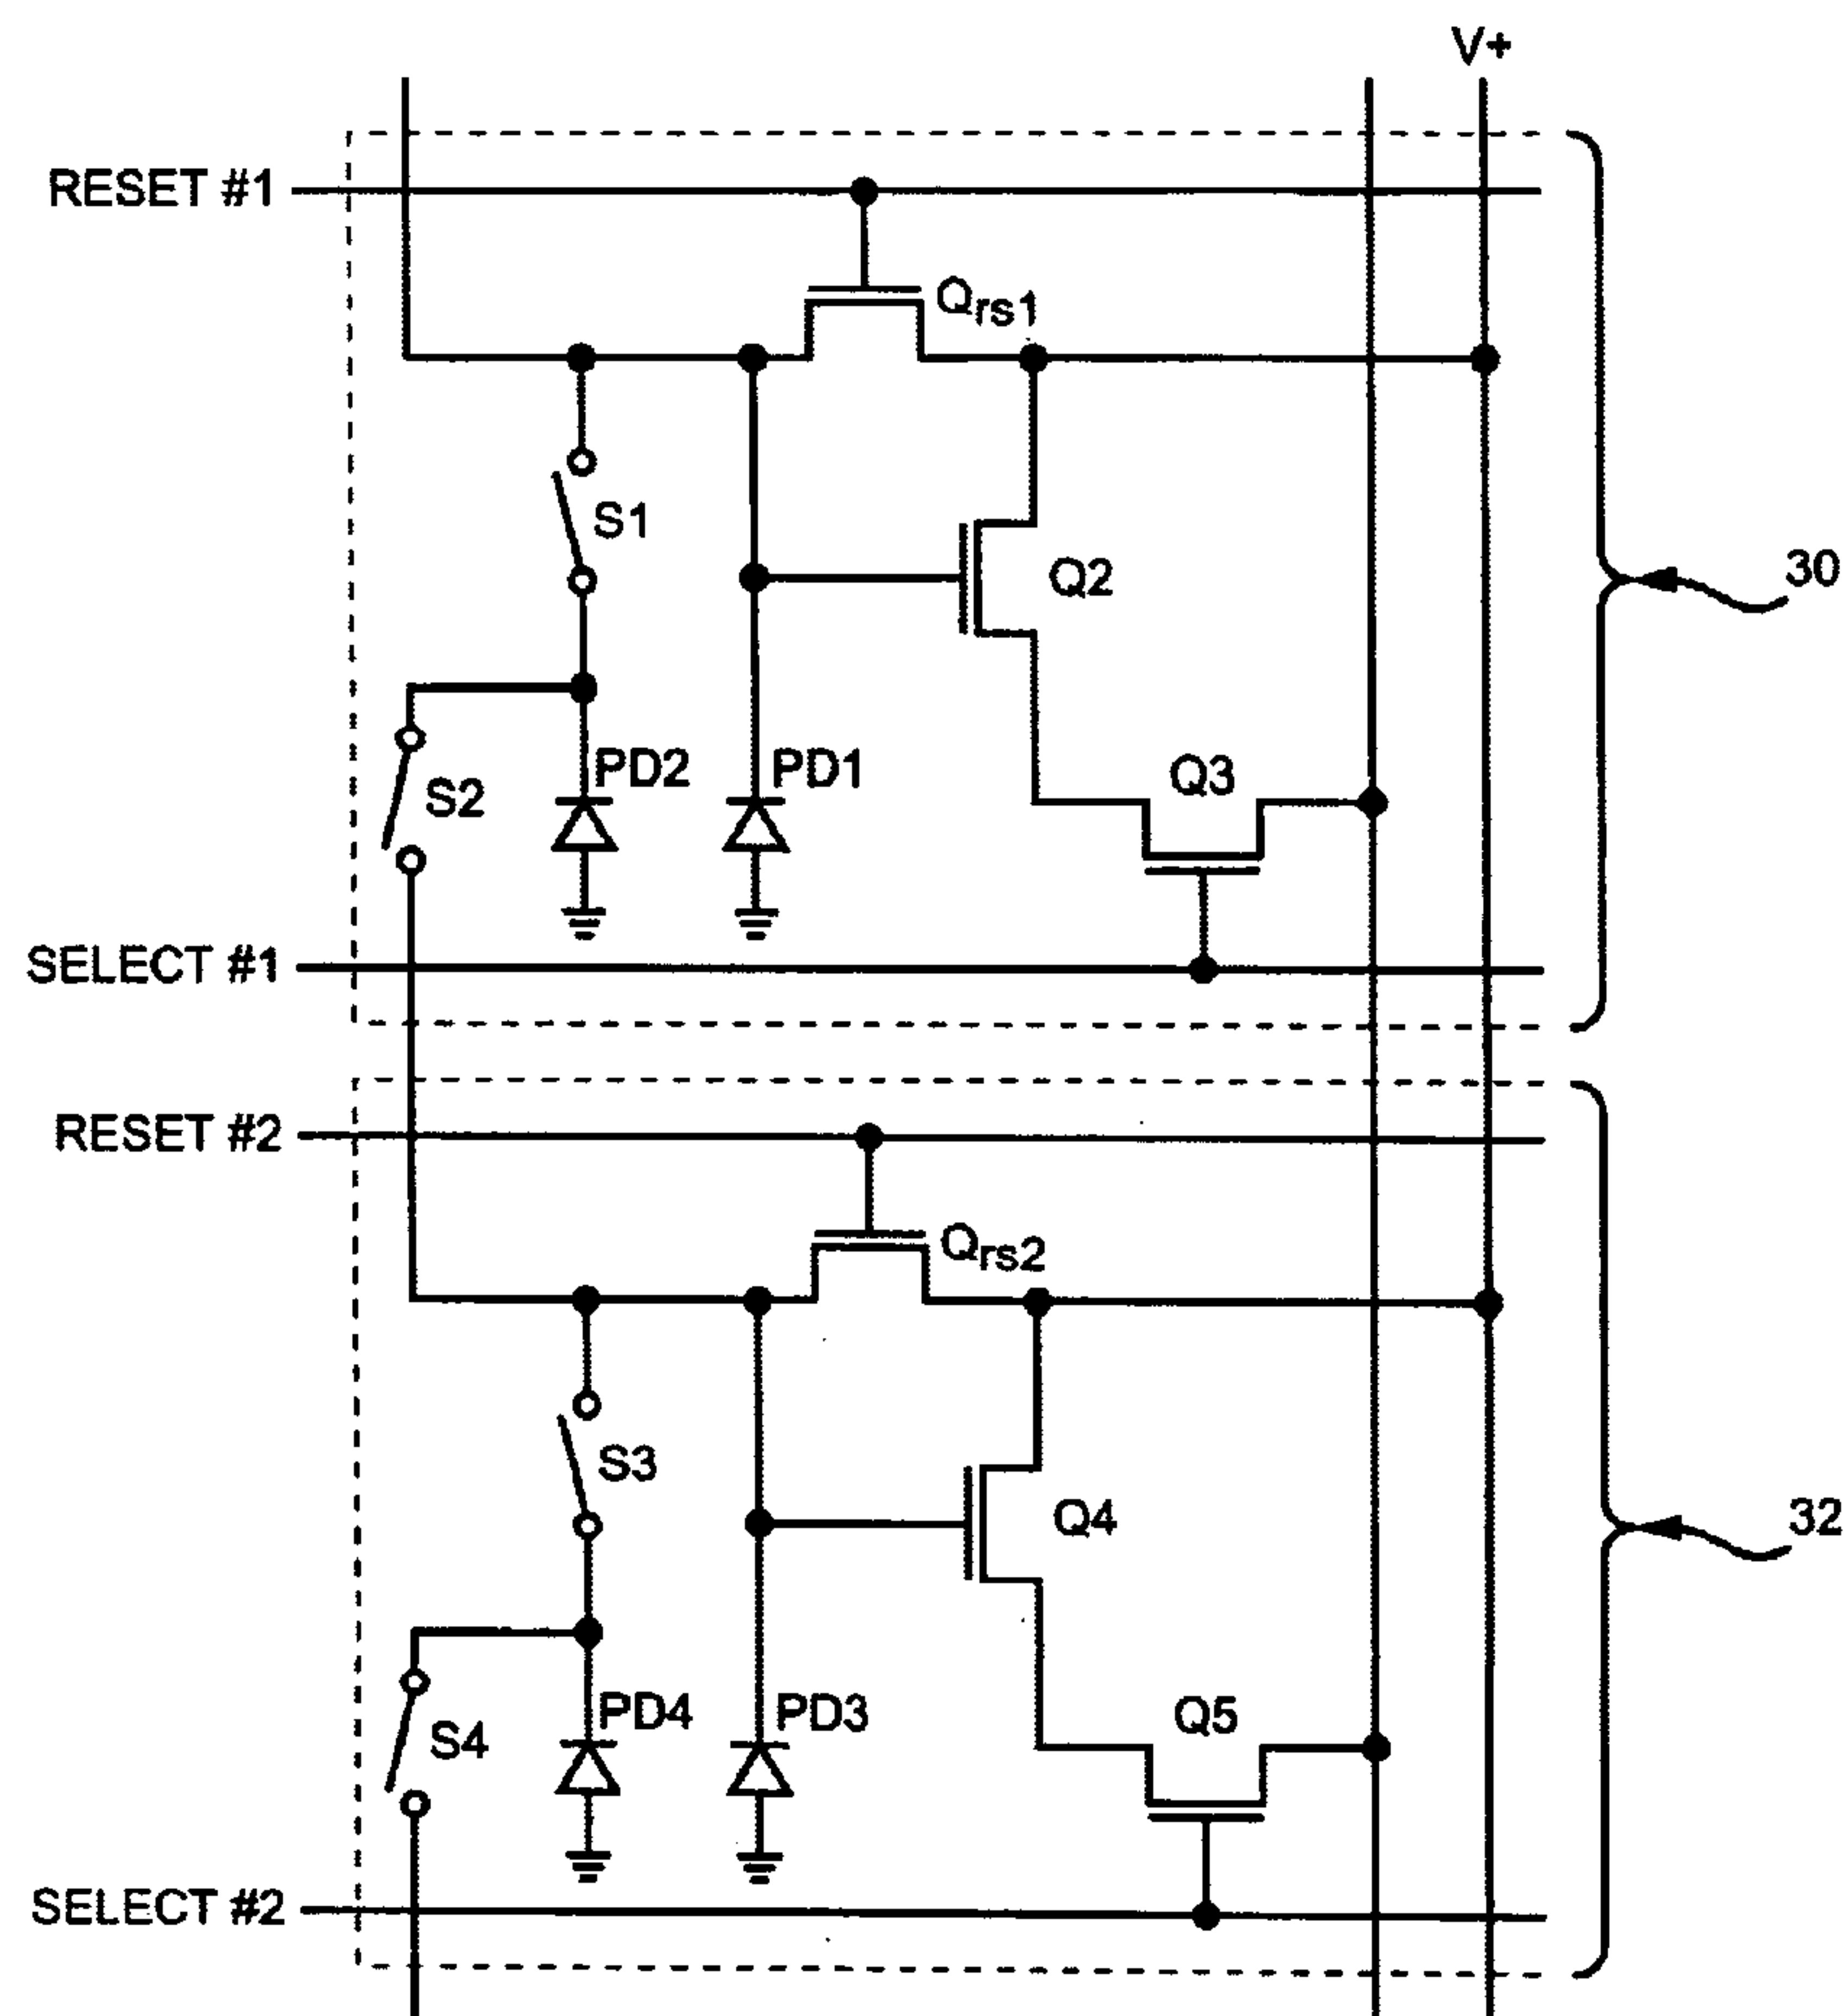 V+
RESET #1
Qrs1
S1
Q2
30
PD2
PD1
Q3
S2
SELECT #1
RESET #2
Qrs2
S3
Q4
32
PD4
PD3
Q5
S4
SELECT #2